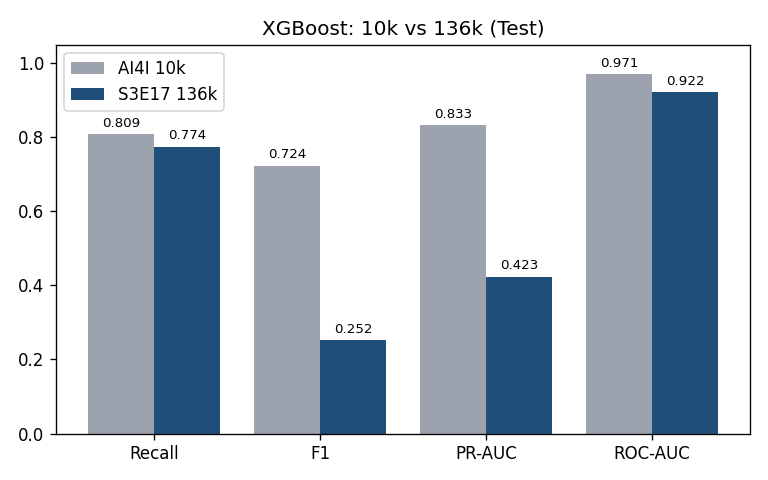 XGBoost: 10k vs 136k (Test)
AI4I 10k
S3E17 136k
1.0
0.8
0.6
0.4
0.2
0.0
0.809
0.774
0.724
0.252
0.833
0.423
0.971
0.922
Recall
F1
PR-AUC
ROC-AUC